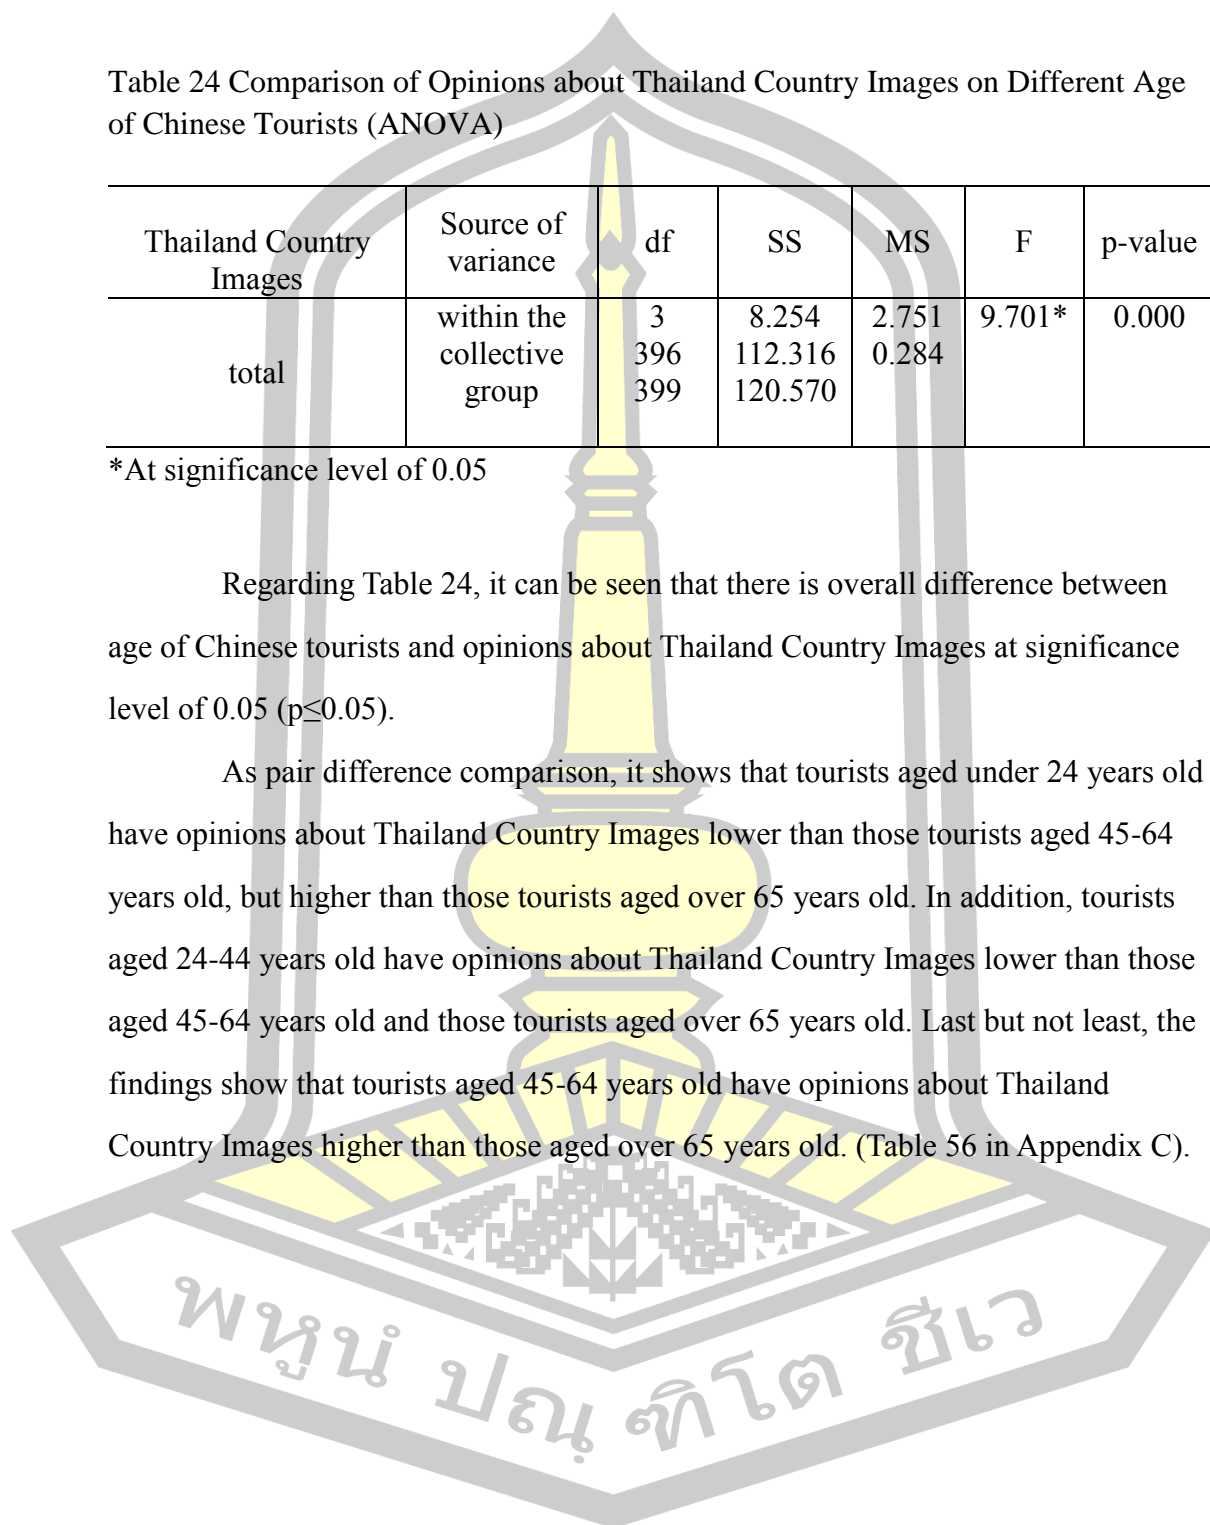 Table 24 Comparison of Opinions about Thailand Country Images on Different Age
of Chinese Tourists (ANOVA)
Thailand Country Images Source of variance df SS MS F p-value
total within the 3 8.254 2.751 9.701* 0.000
collective 396 112.316 0.284
group 399 120.570
*At significance level of 0.05
Regarding Table 24, it can be seen that there is overall difference between
age of Chinese tourists and opinions about Thailand Country Images at significance
level of 0.05 (p≤0.05).
As pair difference comparison, it shows that tourists aged under 24 years old
have opinions about Thailand Country Images lower than those tourists aged 45-64
years old, but higher than those tourists aged over 65 years old. In addition, tourists
aged 24-44 years old have opinions about Thailand Country Images lower than those
aged 45-64 years old and those tourists aged over 65 years old. Last but not least, the
findings show that tourists aged 45-64 years old have opinions about Thailand
Country Images higher than those aged over 65 years old. (Table 56 in Appendix C).
พหูนํ ปณฺฑิโต ชีเว